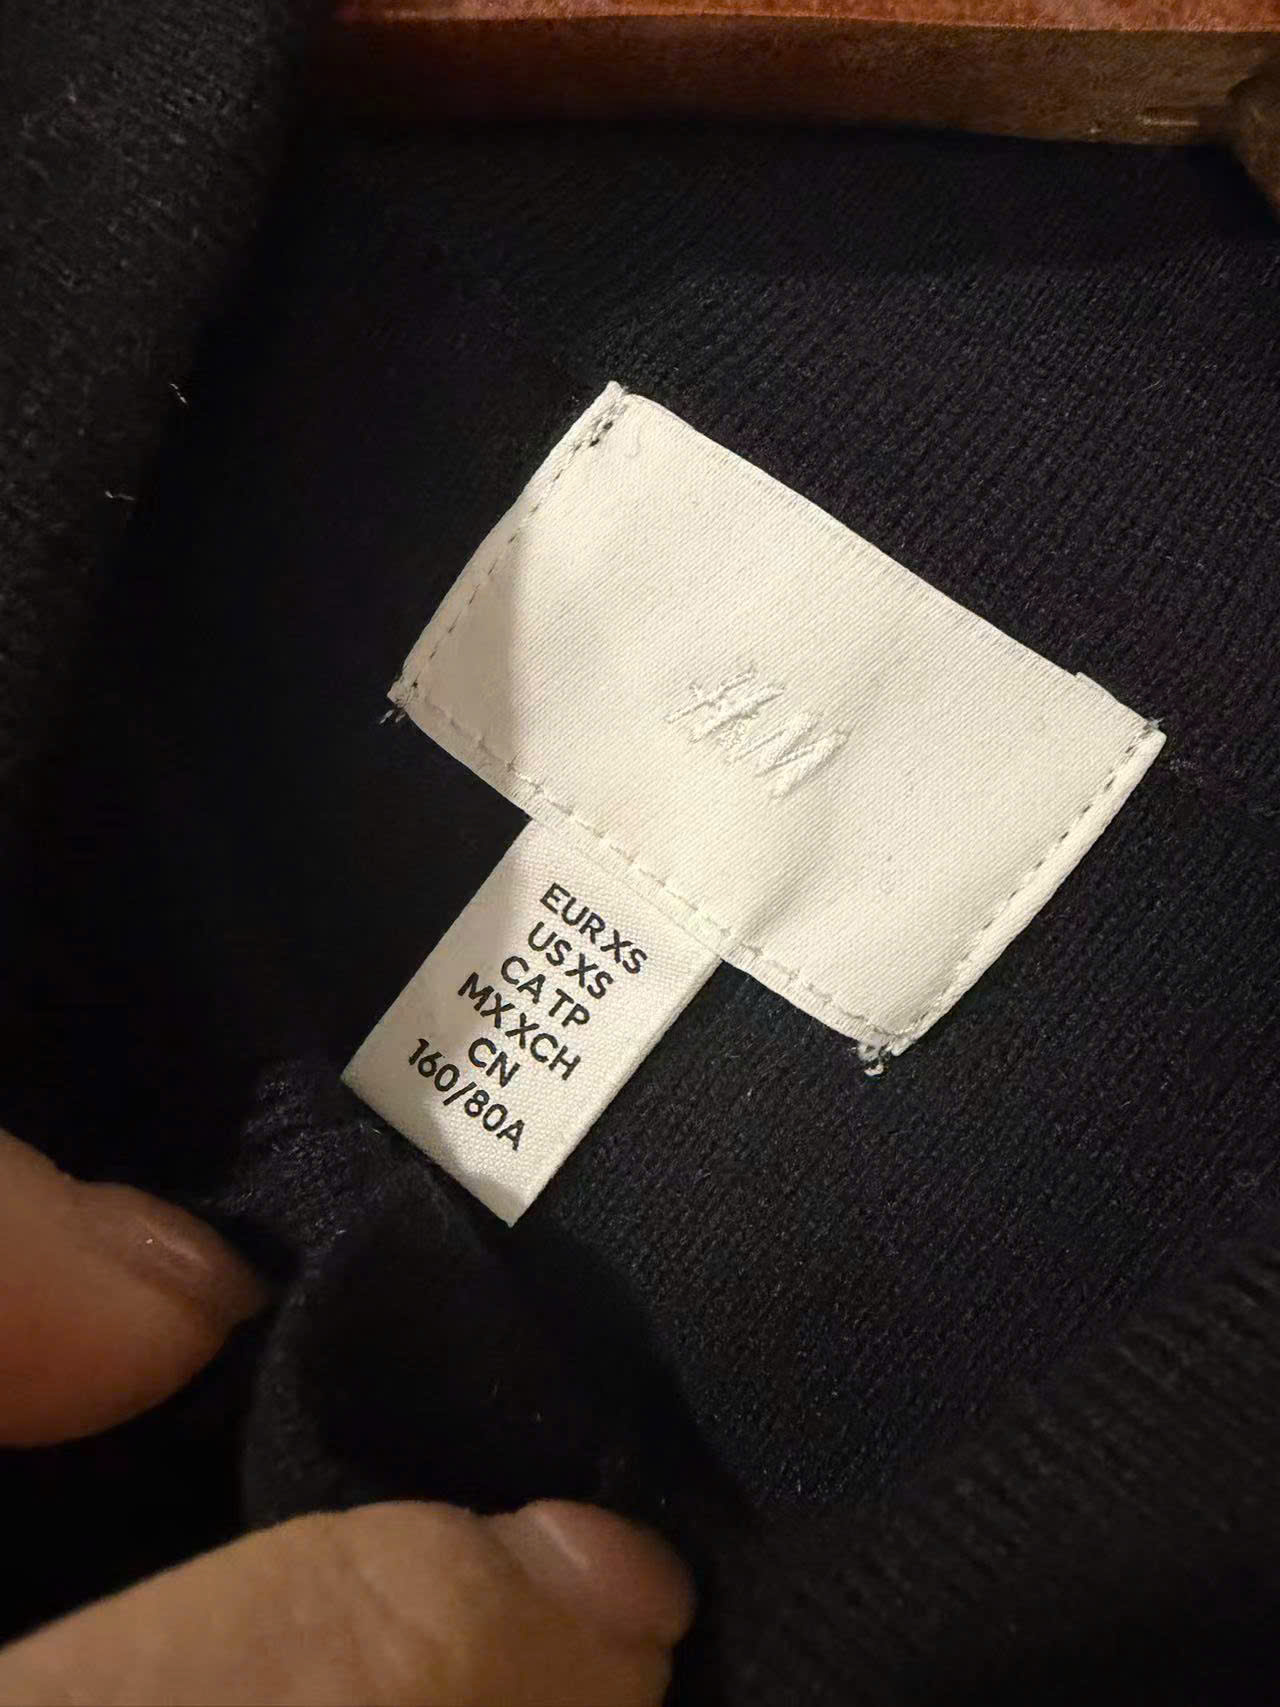 H&M
EUR XS
US XS
CA TP
MX XCH
CN
160/80A